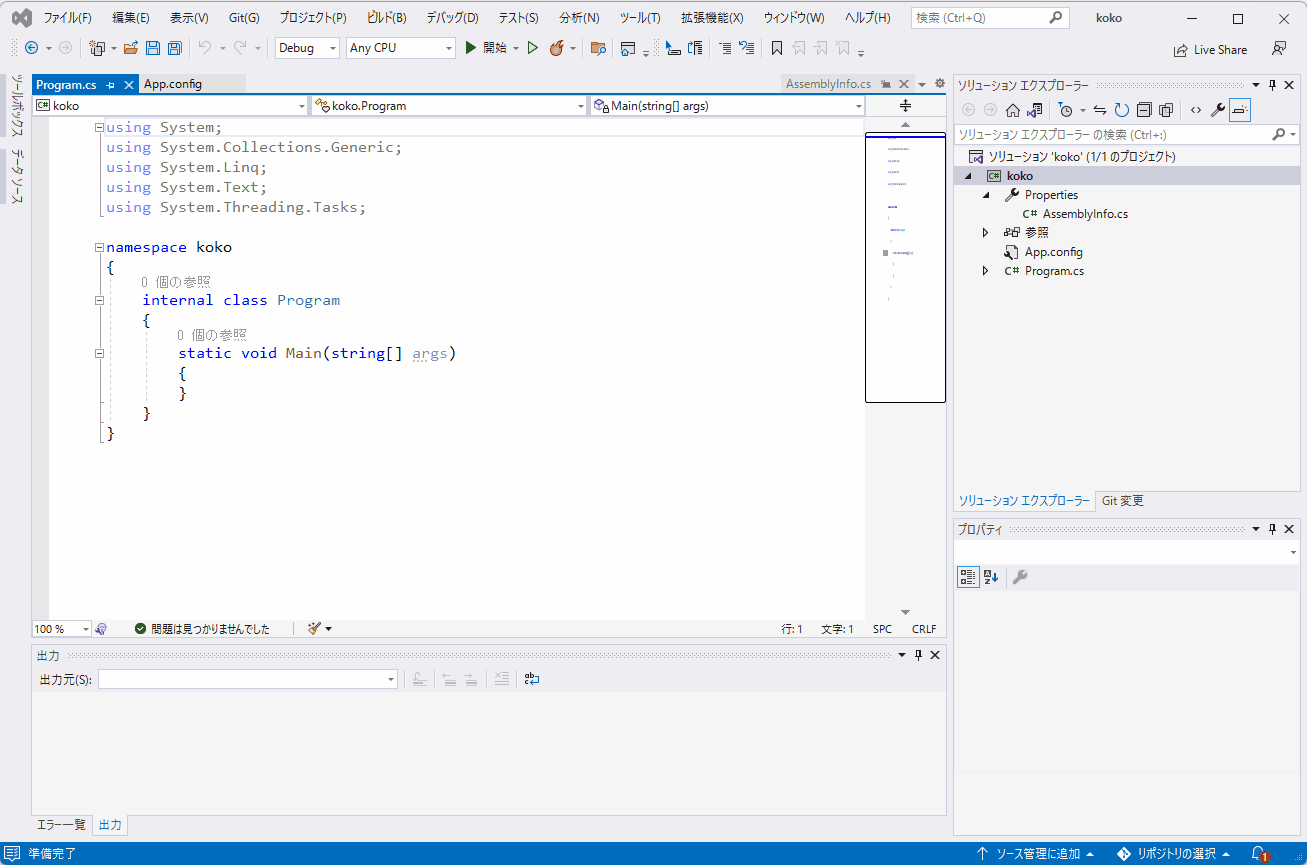 ファイル(F) 編集(E) 表示(V) Git(G) プロジェクト(P) ビルド(B) デバッグ(D) テスト(S) 分析(N) ツール(T) 拡張機能(X) ウィンドウ(W) ヘルプ(H) 検索 (Ctrl+Q) koko
Debug Any CPU 開始 Live Share
ツールボックス
データ ソース
Program.cs App.config AssemblyInfo.cs
koko koko.Program Main(string[] args)
using System;
using System.Collections.Generic;
using System.Linq;
using System.Text;
using System.Threading.Tasks;
namespace koko
{
0 個の参照
internal class Program
{
0 個の参照
static void Main(string[] args)
{
}
}
}
100 % 問題は見つかりませんでした 行: 1 文字: 1 SPC CRLF
出力
出力元(S):
エラー一覧 出力
ソリューション エクスプローラー
ソリューション エクスプローラー の検索 (Ctrl+:)
ソリューション 'koko' (1/1 のプロジェクト)
C# koko
Properties
C# AssemblyInfo.cs
参照
App.config
C# Program.cs
ソリューション エクスプローラー Git 変更
プロパティ
準備完了 ソース管理に追加 リポジトリの選択 1